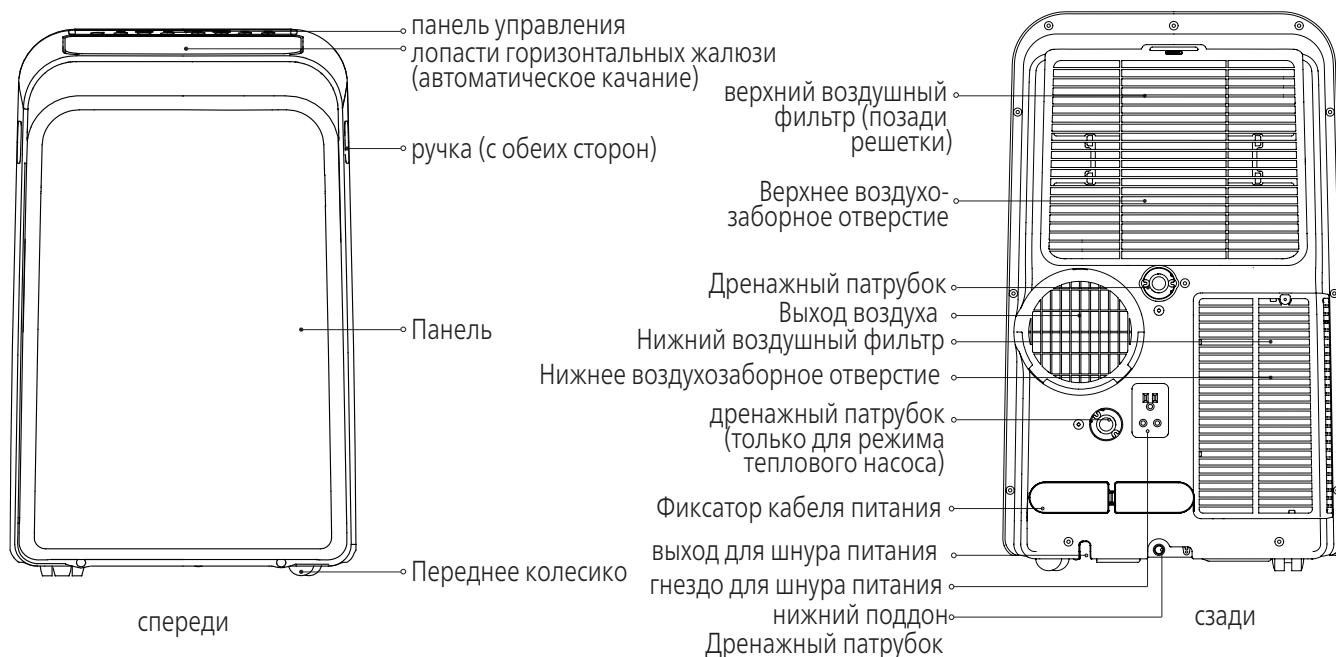 панель управления
лопасти горизонтальных жалюзи
(автоматическое качание)
ручка (с обеих сторон)
Панель
Переднее колесико
спереди
верхний воздушный
фильтр (позади
решетки)
Верхнее воздухо-
заборное отверстие
Дренажный патрубок
Выход воздуха
Нижний воздушный фильтр
Нижнее воздухозаборное отверстие
дренажный патрубок
(только для режима
теплового насоса)
Фиксатор кабеля питания
выход для шнура питания
гнездо для шнура питания
нижний поддон
Дренажный патрубок
сзади